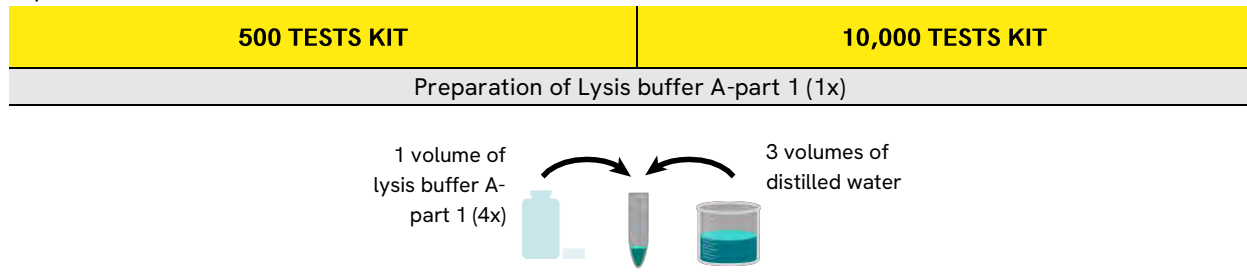 500 TESTS KIT
10,000 TESTS KIT
Preparation of Lysis buffer A-part 1 (1x)
1 volume of
lysis buffer A-
part 1 (4x)
3 volumes of
distilled water